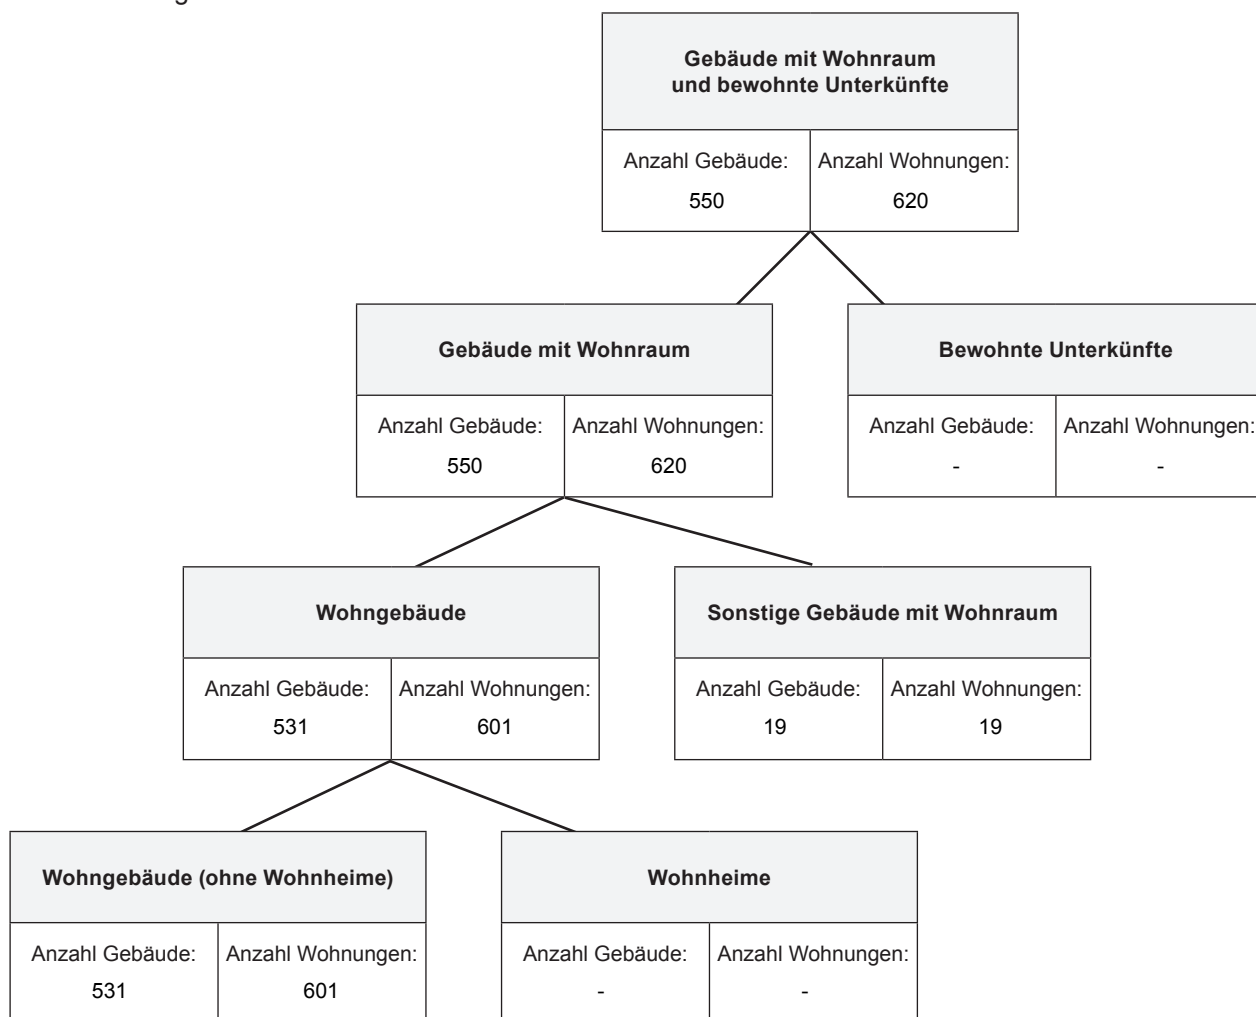 Gebäude mit Wohnraum
und bewohnte Unterkünfte
Anzahl Gebäude: Anzahl Wohnungen:
550 620
Gebäude mit Wohnraum
Anzahl Gebäude: Anzahl Wohnungen:
550 620
Bewohnte Unterkünfte
Anzahl Gebäude: Anzahl Wohnungen:
- -
Wohngebäude
Anzahl Gebäude: Anzahl Wohnungen:
531 601
Sonstige Gebäude mit Wohnraum
Anzahl Gebäude: Anzahl Wohnungen:
19 19
Wohngebäude (ohne Wohnheime)
Anzahl Gebäude: Anzahl Wohnungen:
531 601
Wohnheime
Anzahl Gebäude: Anzahl Wohnungen:
- -